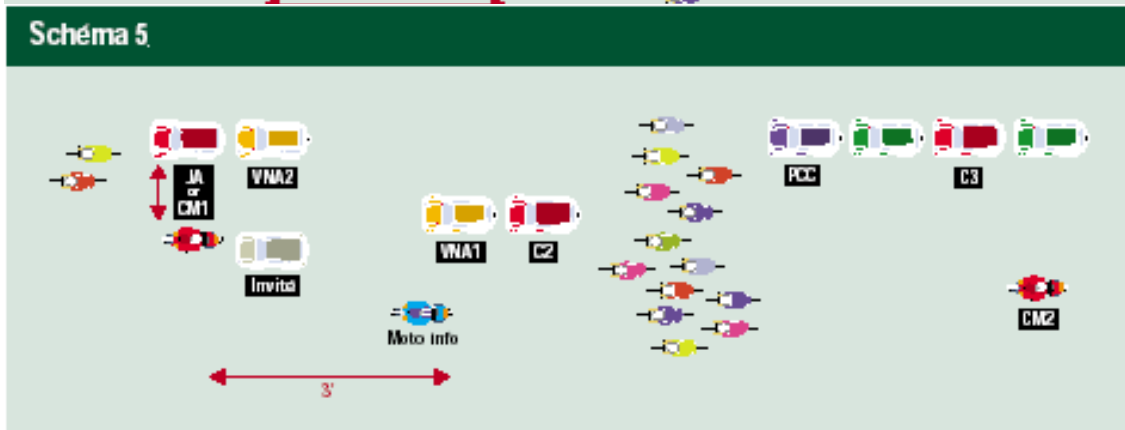 Schéma 5
JA
or
CM1
VNA2
PCC
C3
VNA1
C2
Invité
Moto info
CM2
3'